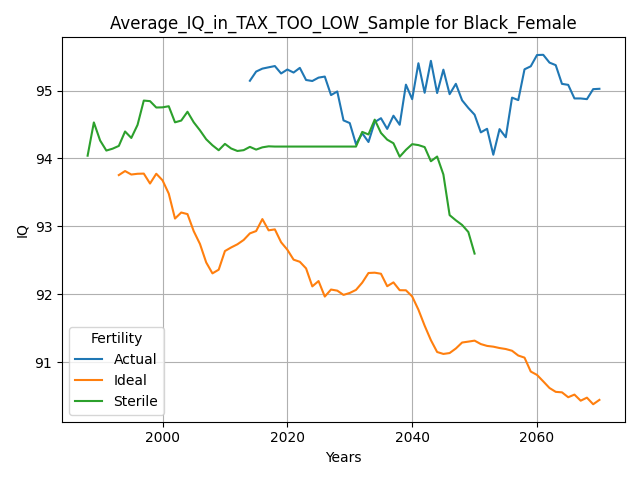 Average_IQ_in_TAX_TOO_LOW_Sample for Black_Female
95
94
93
92
91
IQ
Fertility
Actual
Ideal
Sterile
2000 2020 2040 2060
Years